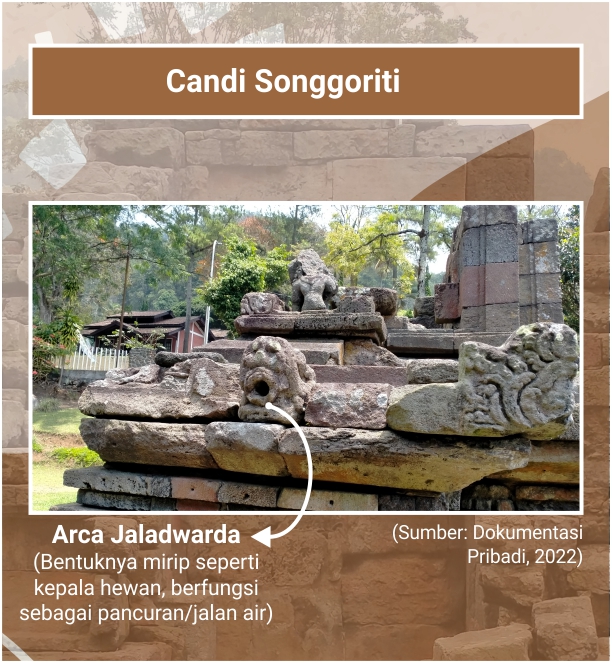 Candi Songgoriti
Arca Jaladwarda
(Bentuknya mirip seperti
kepala hewan, berfungsi
sebagai pancuran/jalan air)
(Sumber: Dokumentasi
Pribadi, 2022)